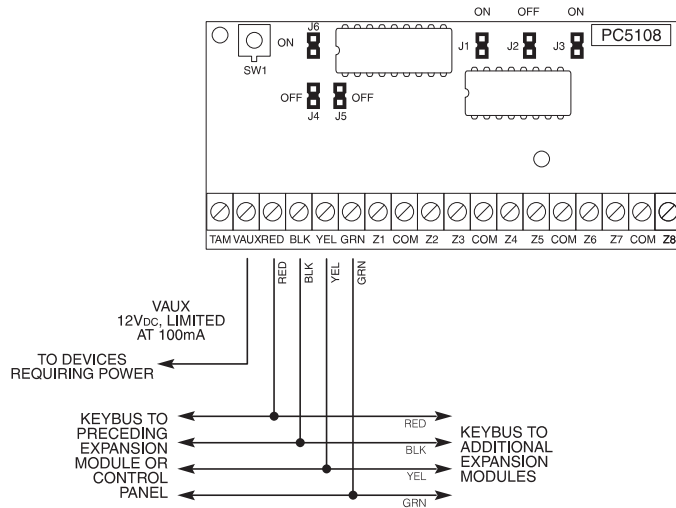 ON OFF ON
J6
ON
J1 J2 J3
PC5108
SW1
OFF OFF
J4 J5
TAM VAUX RED BLK YEL GRN Z1 COM Z2 Z3 COM Z4 Z5 COM Z6 Z7 COM Z8
RED
BLK
YEL
GRN
VAUX
12VDC, LIMITED
AT 100mA
TO DEVICES
REQUIRING POWER
KEYBUS TO
PRECEDING
EXPANSION
MODULE OR
CONTROL
PANEL
RED
BLK
YEL
GRN
KEYBUS TO
ADDITIONAL
EXPANSION
MODULES